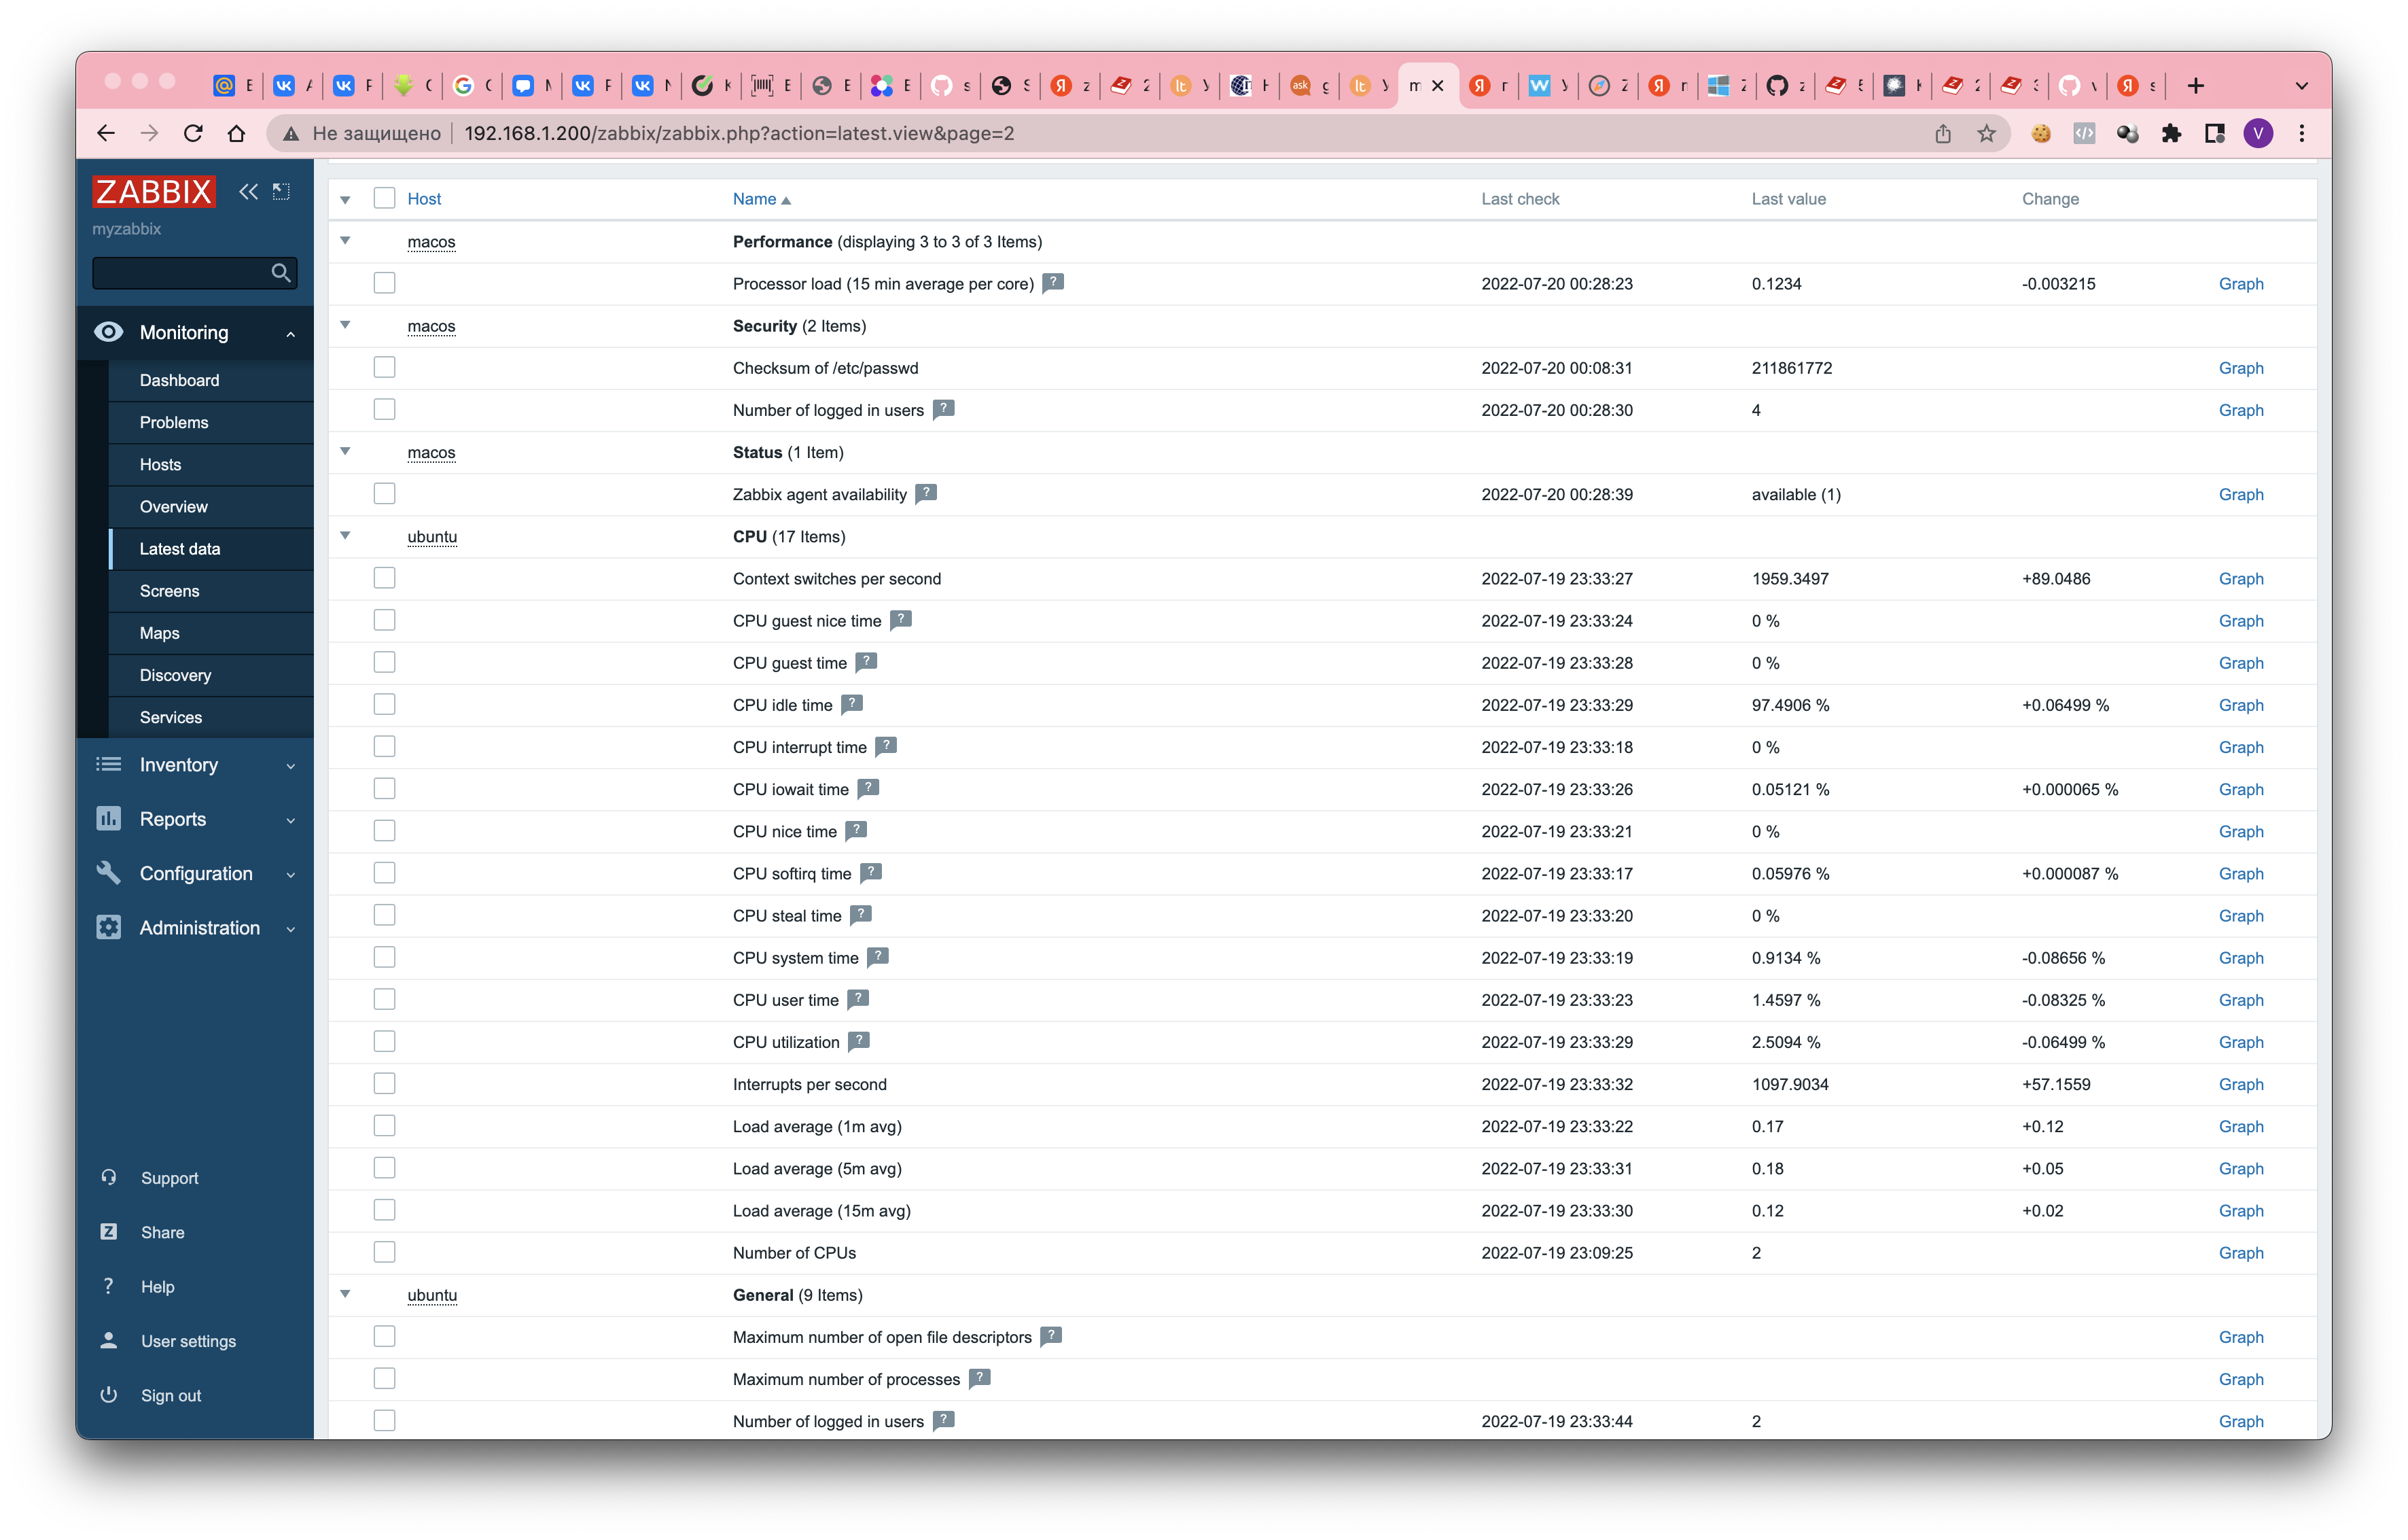 Не защищено 192.168.1.200/zabbix/zabbix.php?action=latest.view&page=2
V
ZABBIX
myzabbix
Monitoring
Dashboard
Problems
Hosts
Overview
Latest data
Screens
Maps
Discovery
Services
Inventory
Reports
Configuration
Administration
Support
Share
Help
User settings
Sign out
Host Name Last check Last value Change
macos Performance (displaying 3 to 3 of 3 Items)
Processor load (15 min average per core) ? 2022-07-20 00:28:23 0.1234 -0.003215 Graph
macos Security (2 Items)
Checksum of /etc/passwd 2022-07-20 00:08:31 211861772 Graph
Number of logged in users ? 2022-07-20 00:28:30 4 Graph
macos Status (1 Item)
Zabbix agent availability ? 2022-07-20 00:28:39 available (1) Graph
ubuntu CPU (17 Items)
Context switches per second 2022-07-19 23:33:27 1959.3497 +89.0486 Graph
CPU guest nice time ? 2022-07-19 23:33:24 0 % Graph
CPU guest time ? 2022-07-19 23:33:28 0 % Graph
CPU idle time ? 2022-07-19 23:33:29 97.4906 % +0.06499 % Graph
CPU interrupt time ? 2022-07-19 23:33:18 0 % Graph
CPU iowait time ? 2022-07-19 23:33:26 0.05121 % +0.000065 % Graph
CPU nice time ? 2022-07-19 23:33:21 0 % Graph
CPU softirq time ? 2022-07-19 23:33:17 0.05976 % +0.000087 % Graph
CPU steal time ? 2022-07-19 23:33:20 0 % Graph
CPU system time ? 2022-07-19 23:33:19 0.9134 % -0.08656 % Graph
CPU user time ? 2022-07-19 23:33:23 1.4597 % -0.08325 % Graph
CPU utilization ? 2022-07-19 23:33:29 2.5094 % -0.06499 % Graph
Interrupts per second 2022-07-19 23:33:32 1097.9034 +57.1559 Graph
Load average (1m avg) 2022-07-19 23:33:22 0.17 +0.12 Graph
Load average (5m avg) 2022-07-19 23:33:31 0.18 +0.05 Graph
Load average (15m avg) 2022-07-19 23:33:30 0.12 +0.02 Graph
Number of CPUs 2022-07-19 23:09:25 2 Graph
ubuntu General (9 Items)
Maximum number of open file descriptors ? Graph
Maximum number of processes ? Graph
Number of logged in users ? 2022-07-19 23:33:44 2 Graph